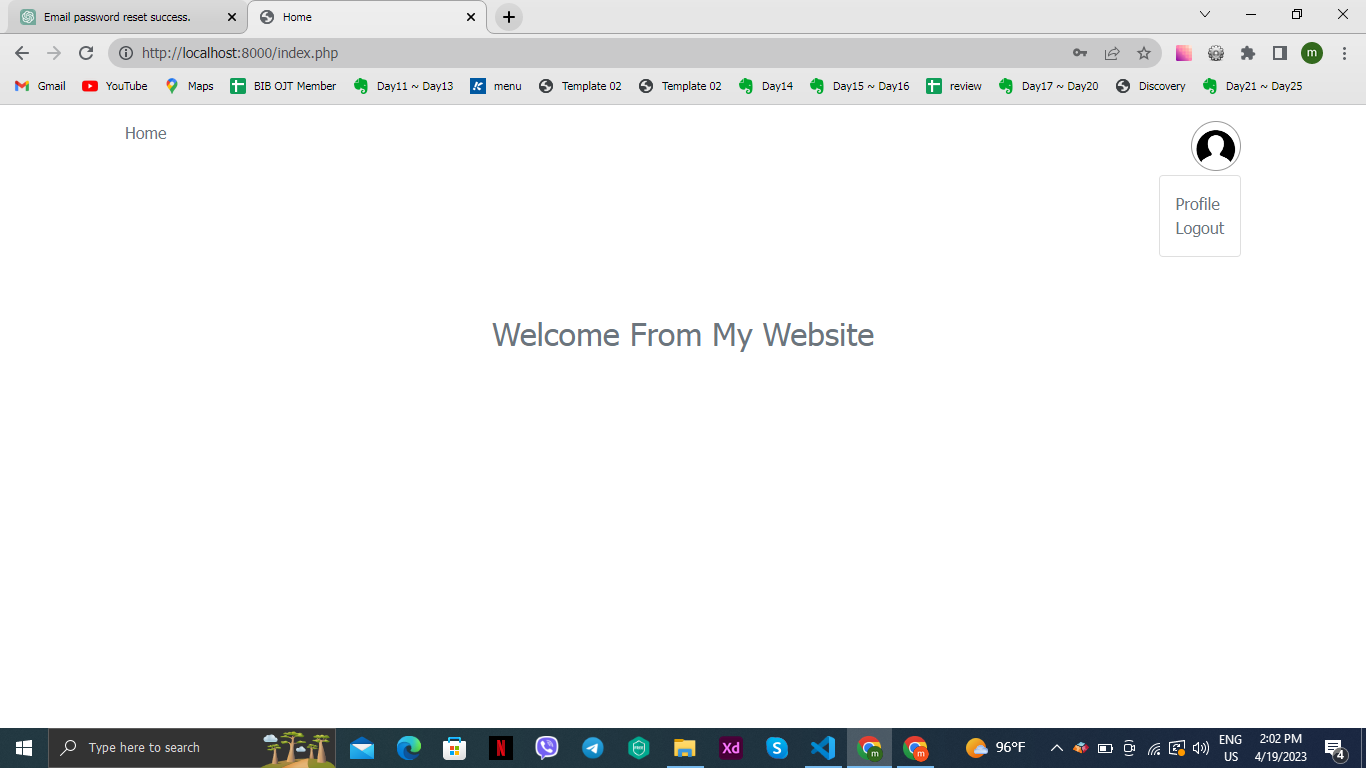 Email password reset success.
Home
http://localhost:8000/index.php
m
Gmail
YouTube
Maps
BIB OJT Member
Day11 ~ Day13
menu
Template 02
Template 02
Day14
Day15 ~ Day16
review
Day17 ~ Day20
Discovery
Day21 ~ Day25
Home
Profile
Logout
Welcome From My Website
Type here to search
N
Xd
S
m
m
96°F
ENG
US
2:02 PM
4/19/2023
4